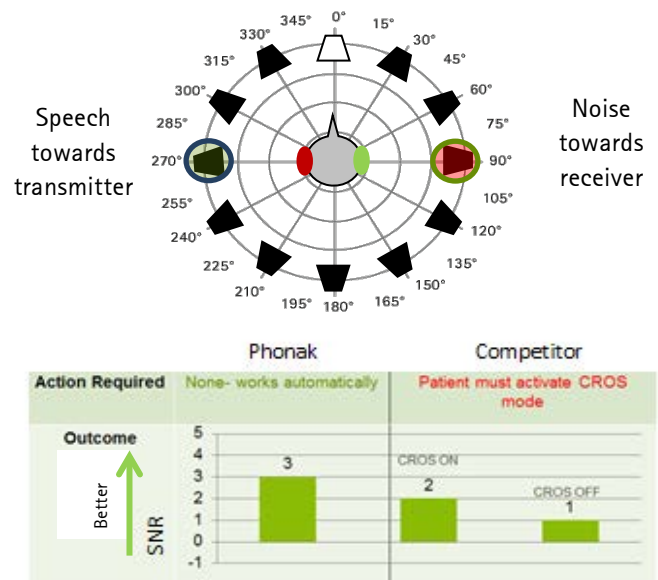 0°
345°
15°
330°
30°
315°
45°
300°
60°
Speech
towards
transmitter
285°
75°
Noise
towards
receiver
270°
90°
255°
105°
240°
120°
225°
135°
210°
150°
195°
180°
165°
Phonak
Competitor
Action Required
None- works automatically
Patient must activate CROS
mode
Outcome
Better
SNR
5
4
3
2
1
0
-1
3
CROS ON
2
CROS OFF
1